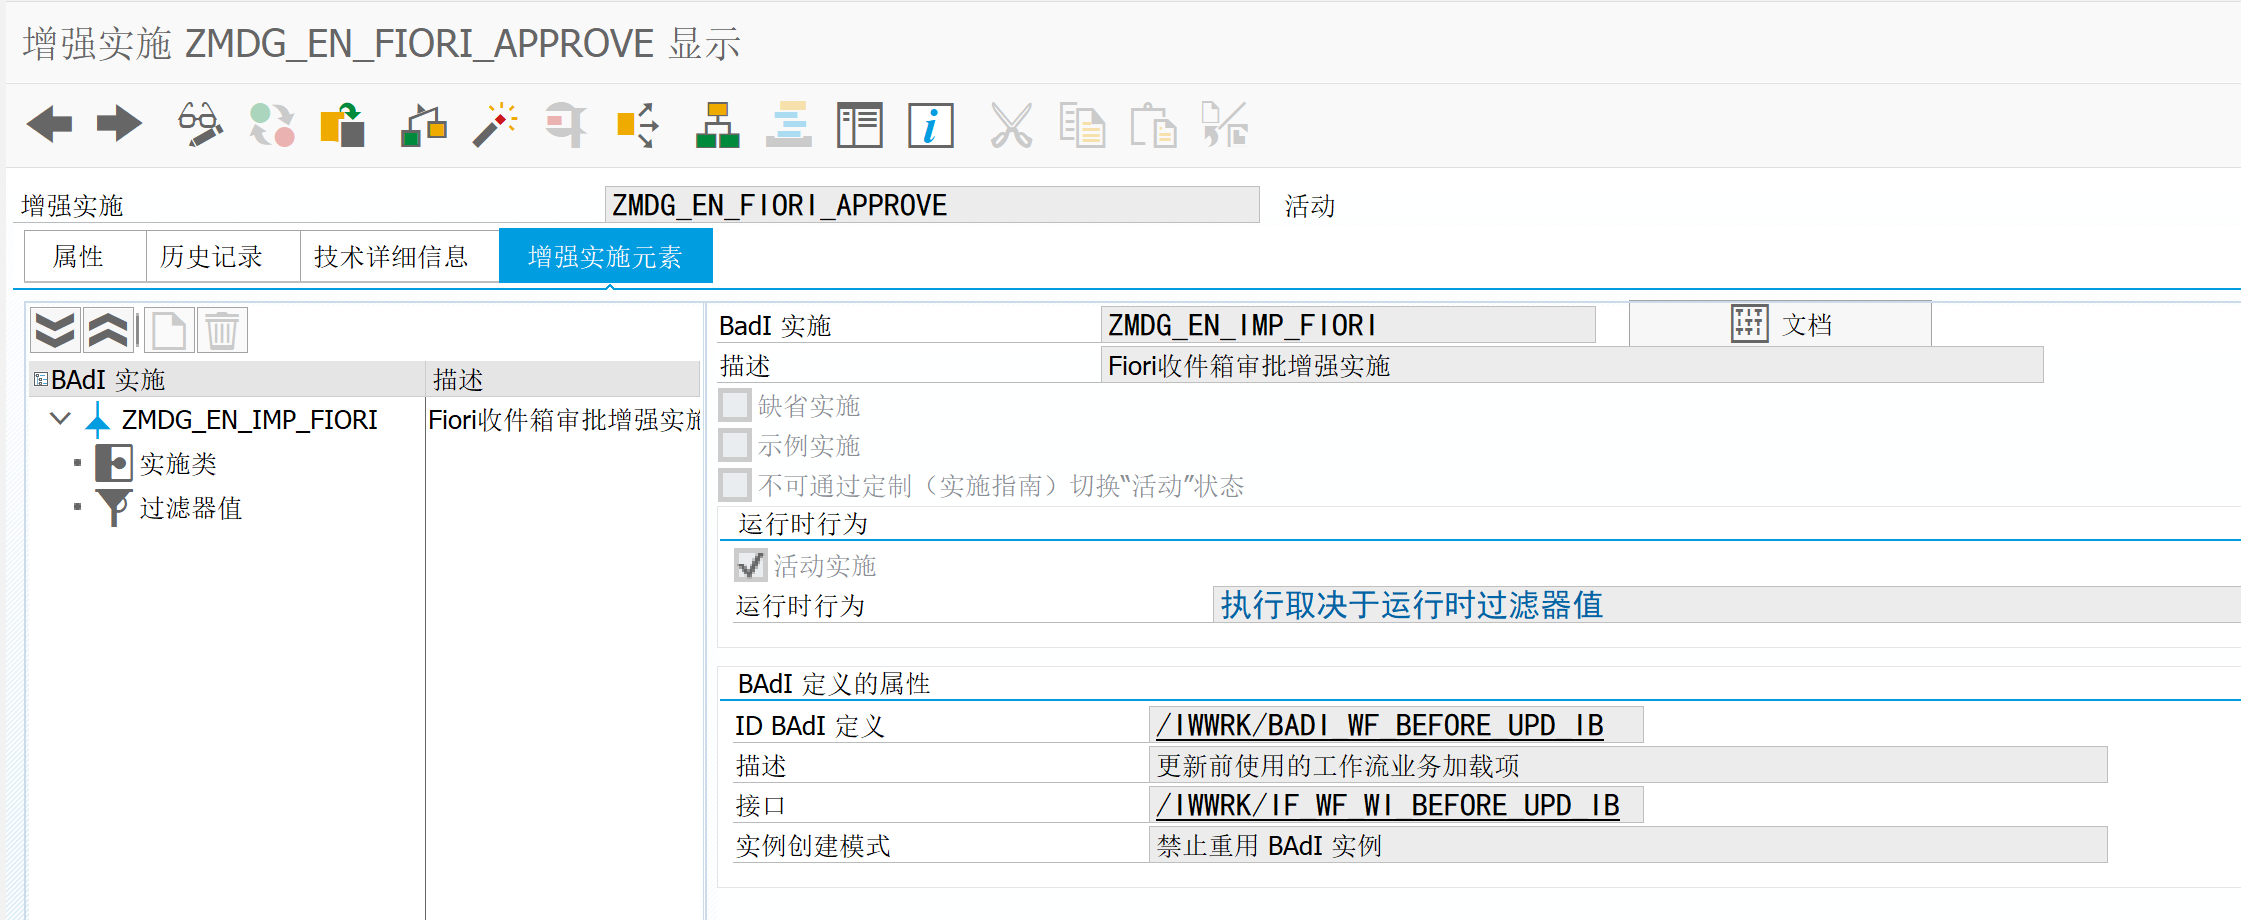 增强实施 ZMDG_EN_FIORI_APPROVE 显示
增强实施 ZMDG_EN_FIORI_APPROVE 活动
属性 历史记录 技术详细信息 增强实施元素
BAdI 实施 描述
ZMDG_EN_IMP_FIORI Fiori收件箱审批增强实施
实施类
过滤器值
BadI 实施 ZMDG_EN_IMP_FIORI 文档
描述 Fiori收件箱审批增强实施
缺省实施
示例实施
不可通过定制（实施指南）切换“活动”状态
运行时行为
活动实施
运行时行为 执行取决于运行时过滤器值
BAdI 定义的属性
ID BAdI 定义 /IWWRK/BADI_WF_BEFORE_UPD_IB
描述 更新前使用的工作流业务加载项
接口 /IWWRK/IF_WF_WI_BEFORE_UPD_IB
实例创建模式 禁止重用 BAdI 实例